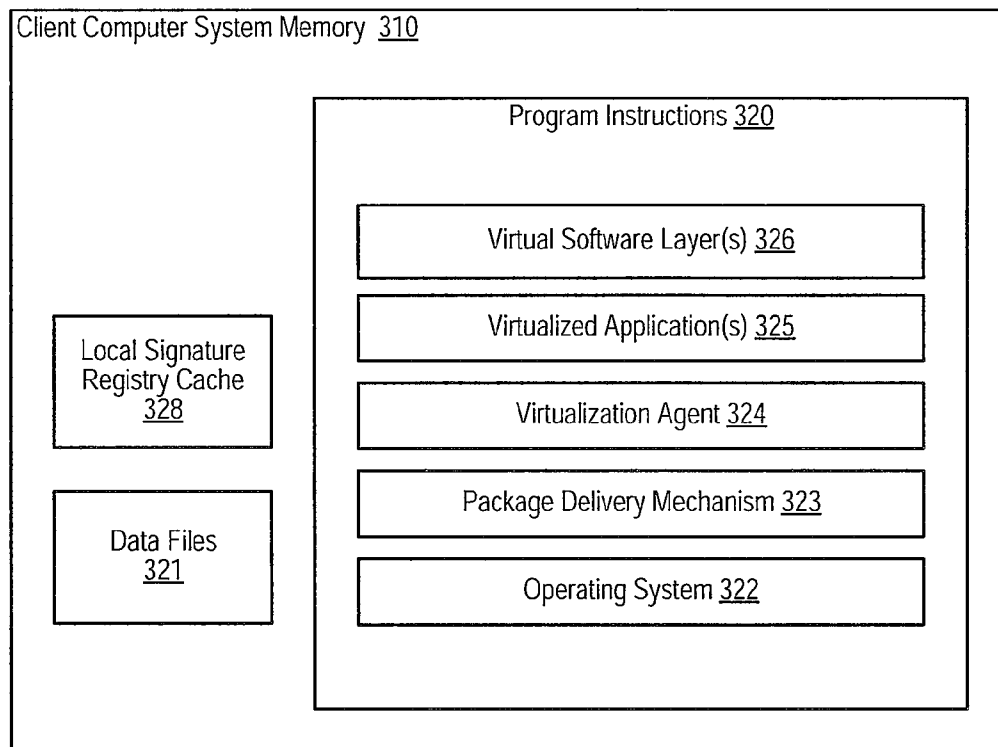 Client Computer System Memory 310
Program Instructions 320
Virtual Software Layer(s) 326
Virtualized Application(s) 325
Virtualization Agent 324
Package Delivery Mechanism 323
Operating System 322
Local Signature
Registry Cache
328
Data Files
321